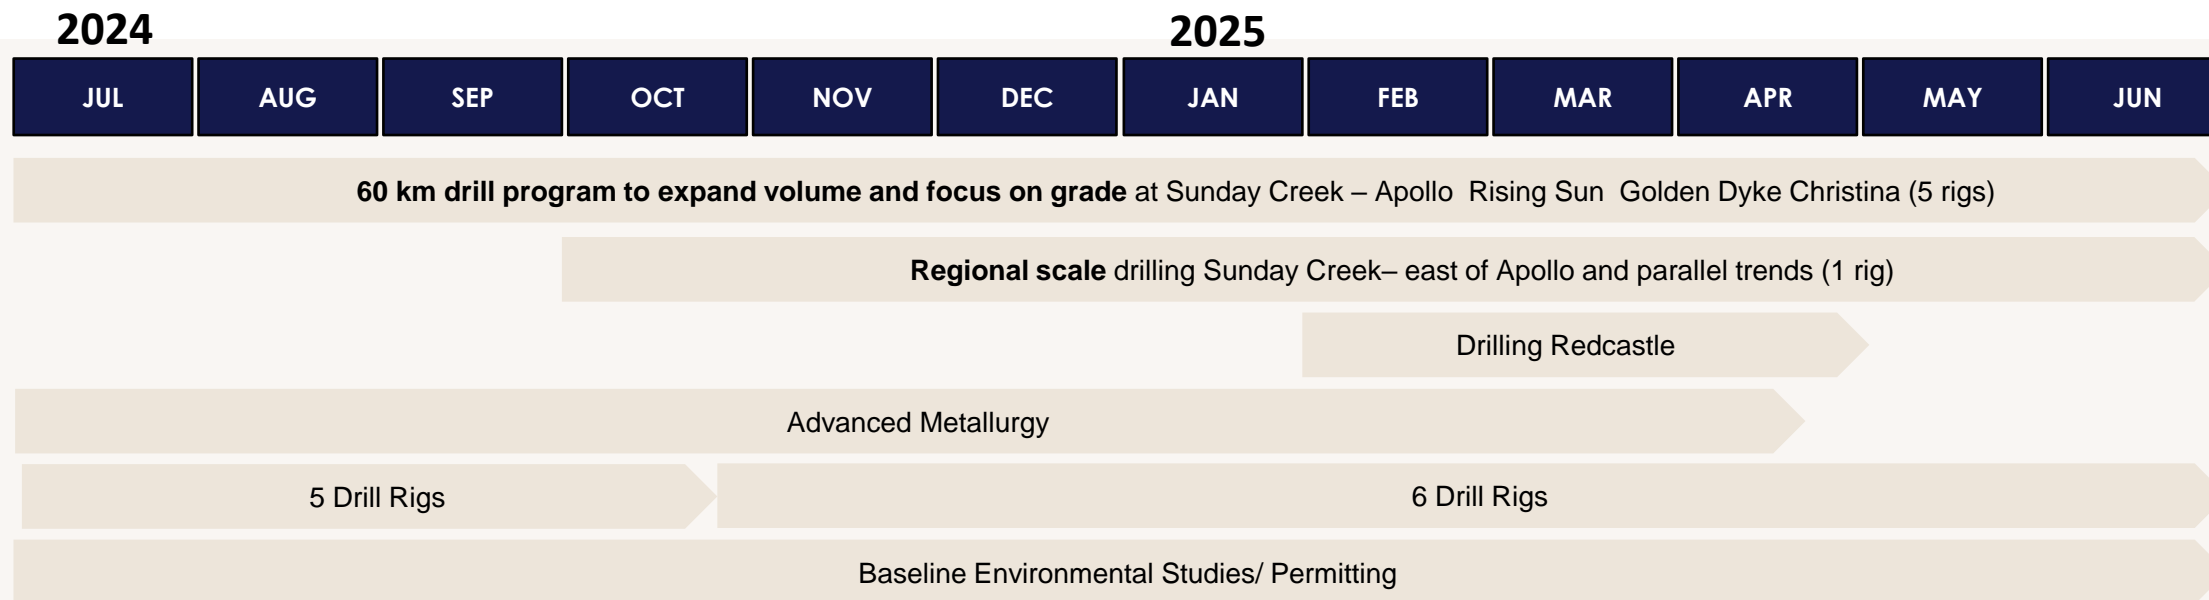 2024 2025
JUL AUG SEP OCT NOV DEC JAN FEB MAR APR MAY JUN
60 km drill program to expand volume and focus on grade at Sunday Creek – Apollo Rising Sun Golden Dyke Christina (5 rigs)
Regional scale drilling Sunday Creek– east of Apollo and parallel trends (1 rig)
Drilling Redcastle
Advanced Metallurgy
5 Drill Rigs 6 Drill Rigs
Baseline Environmental Studies/ Permitting